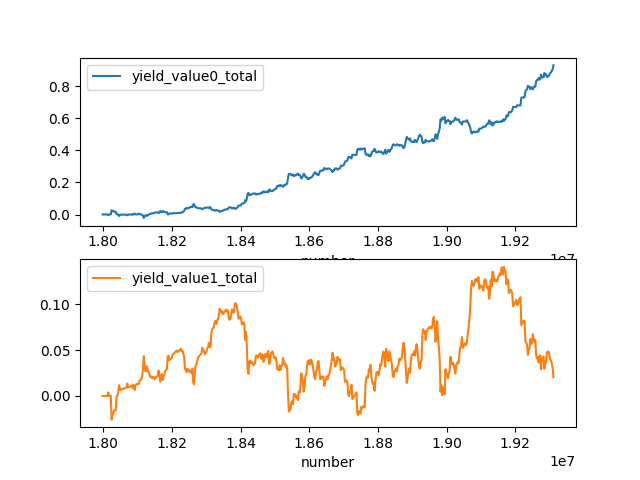 yield_value0_total
0.8
0.6
0.4
0.2
0.0
1.80 1.82 1.84 1.86 1.88 1.90 1.92
number 1e7
yield_value1_total
0.10
0.05
0.00
1.80 1.82 1.84 1.86 1.88 1.90 1.92
number
1e7